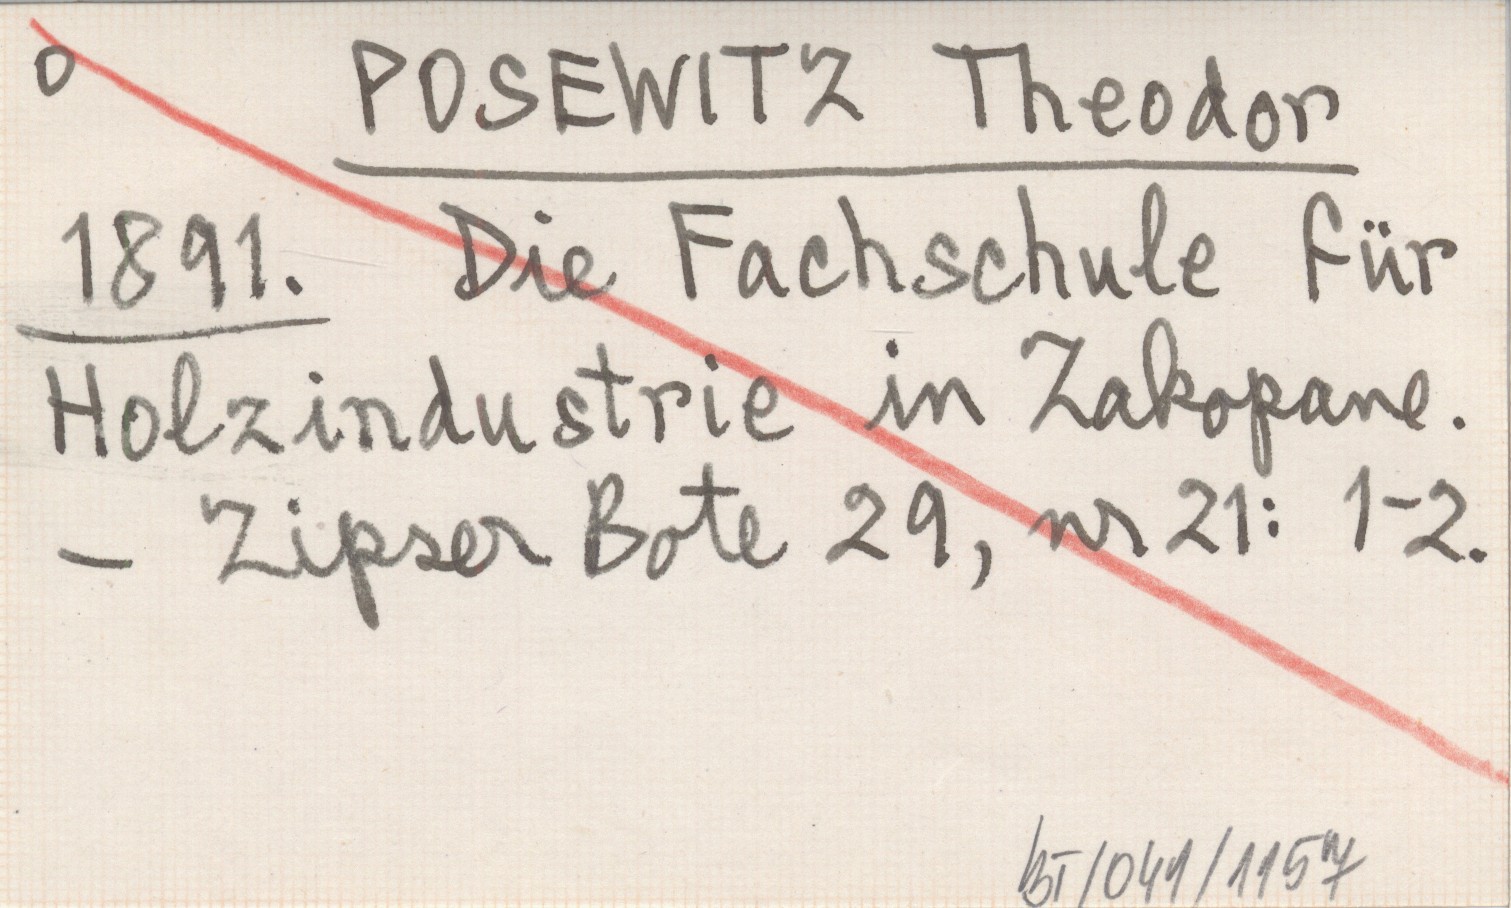 o POSEWITZ Theodor
1891. Die Fachschule für
Holzindustrie in Zakopane.
– Zipser Bote 29, nr 21: 1-2.
BT/041/1157